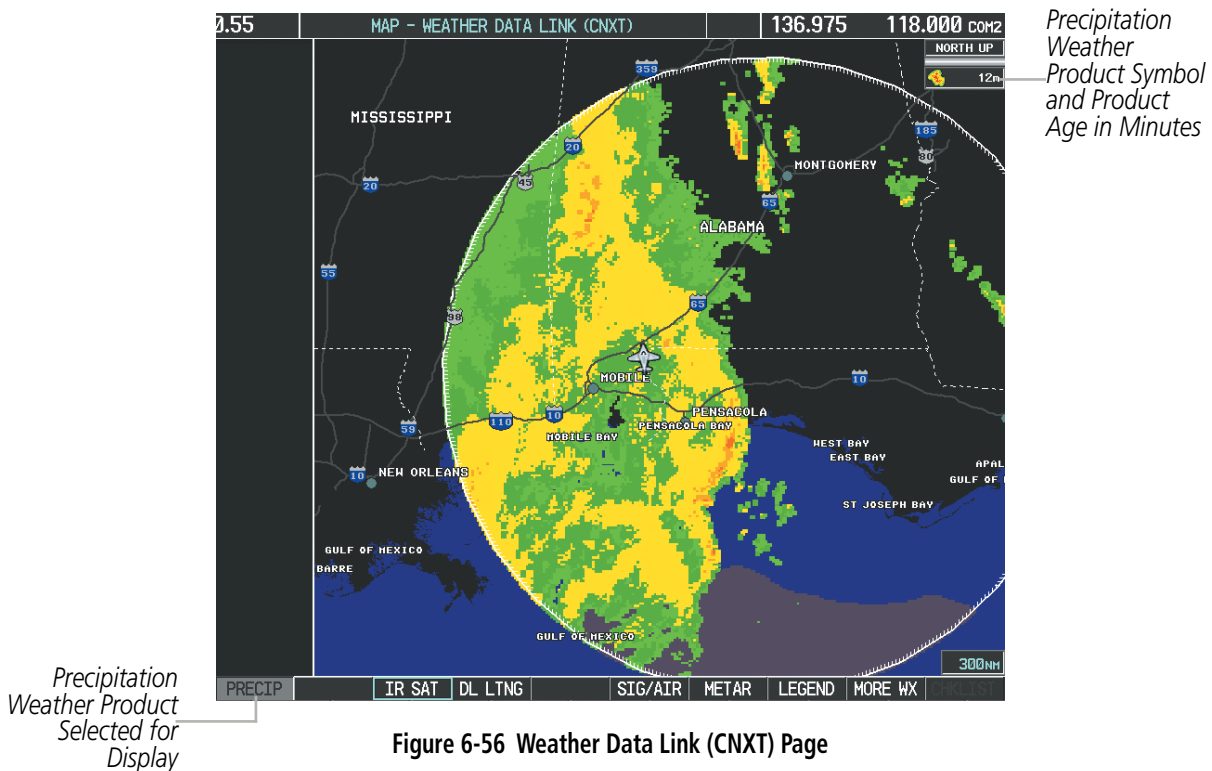 0.55
MAP - WEATHER DATA LINK (CNXT)
136.975
118.000 COM2
NORTH UP
12m
Precipitation
Weather
Product Symbol
and Product
Age in Minutes
359
MISSISSIPPI
185
80
20
45
20
MONTGOMERY
65
ALABAMA
55
65
98
MOBILE
10
110
10
59
PENSACOLA
PENSACOLA BAY
MOBILE BAY
WEST BAY
EAST BAY
APAL
10
NEW ORLEANS
GULF OF
ST JOSEPH BAY
GULF OF MEXICO
BARRE
GULF OF MEXICO
300NM
PRECIP
IR SAT
DL LTNG
SIG/AIR
METAR
LEGEND
MORE WX
CHKLIST
Precipitation
Weather Product
Selected for
Display
Figure 6-56 Weather Data Link (CNXT) Page